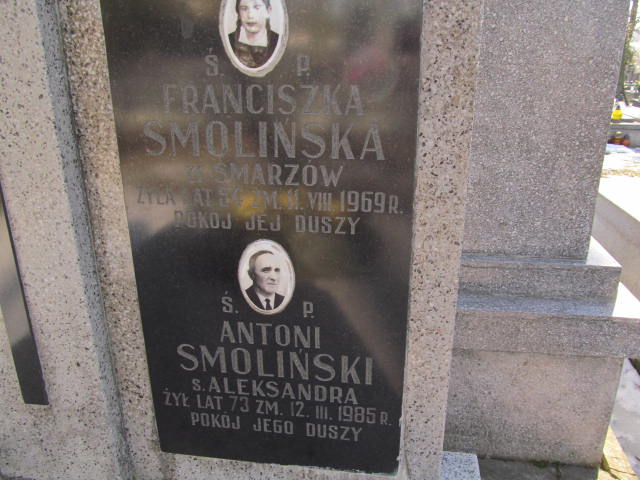 Ś. P.
FRANCISZKA
SMOLIŃSKA
Z SMARZÓW
ŻYŁA LAT 54 ZM. 11. VIII. 1969 R.
POKÓJ JEJ DUSZY
Ś. P.
ANTONI
SMOLIŃSKI
S. ALEKSANDRA
ŻYŁ LAT 73 ZM. 12. III. 1985 R.
POKÓJ JEGO DUSZY